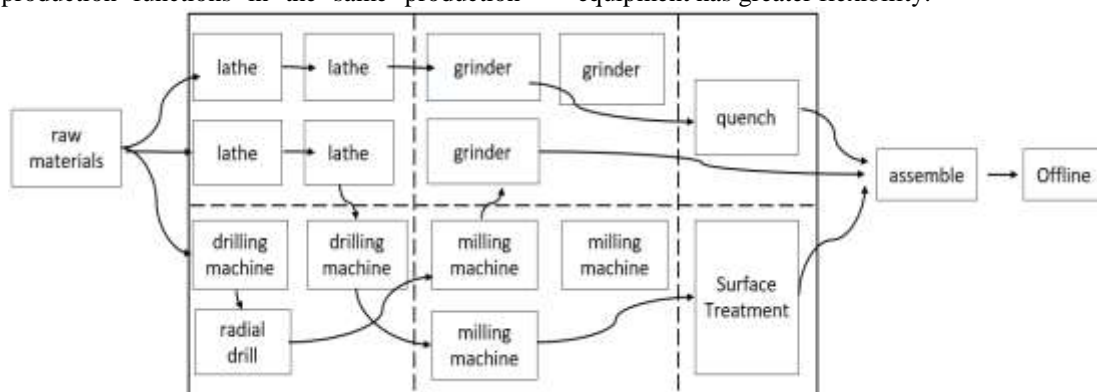 production functions in the same production
equipment has greater flexibility.
lathe
lathe
grinder
grinder
raw
materials
quench
lathe
lathe
grinder
assemble
Offline
drilling
machine
drilling
machine
milling
machine
milling
machine
Surface
Treatment
radial
drill
milling
machine